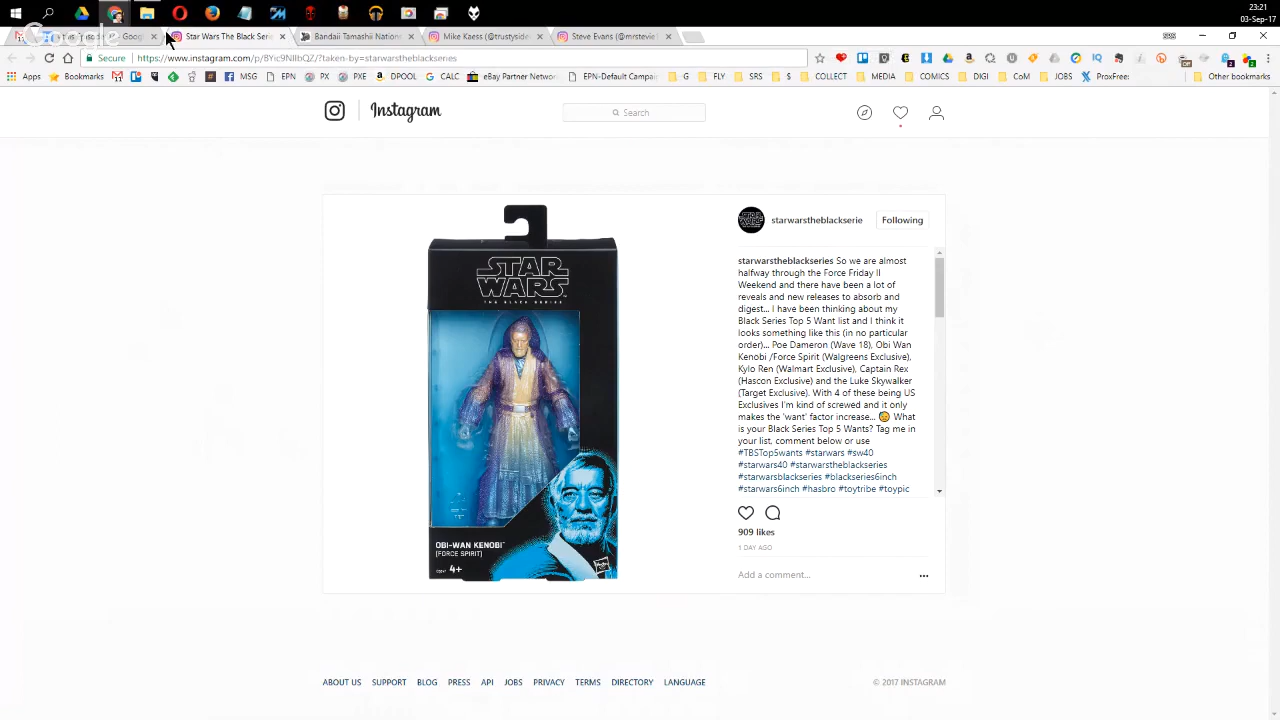 23:21
03-Sep-17
Google
Star Wars The Black Serie
Bandaii Tamashii Nation
Mike Kaess (@trustyside
Steve Evans (@mrstevie1
Secure
https://www.instagram.com/p/BYic9NlIbQZ/?taken-by=starwarstheblackseries
Apps
Bookmarks
MSG
EPN
PX
PXE
DPOOL
CALC
eBay Partner Netwo
EPN-Default Campai
G
FLY
SRS
$
COLLECT
MEDIA
COMICS
DIGI
CoM
JOBS
ProxFree:
Other bookmarks
Instagram
Search
starwarstheblackserie
Following
starwarstheblackseries So we are almost
halfway through the Force Friday II
Weekend and there have been a lot of
reveals and new releases to absorb and
digest... I have been thinking about my
Black Series Top 5 Want list and I think it
looks something like this (in no particular
order)... Poe Dameron (Wave 18), Obi Wan
Kenobi /Force Spirit (Walgreens Exclusive),
Kylo Ren (Walmart Exclusive), Captain Rex
(Hascon Exclusive) and the Luke Skywalker
(Target Exclusive). With 4 of these being US
Exclusives I'm kind of screwed and it only
makes the 'want' factor increase... 😥 What
is your Black Series Top 5 Wants? Tag me in
your list, comment below or use
#TBSTop5wants #starwars #sw40
#starwars40 #starwarstheblackseries
#starwarsblackseries #blackseries6inch
#starwars6inch #hasbro #toytribe #toypic
STAR
WARS
THE BLACK SERIES
OBI-WAN KENOBI™
(FORCE SPIRIT)
4+
Hasbro
909 likes
1 DAY AGO
Add a comment...
ABOUT US
SUPPORT
BLOG
PRESS
API
JOBS
PRIVACY
TERMS
DIRECTORY
LANGUAGE
© 2017 INSTAGRAM